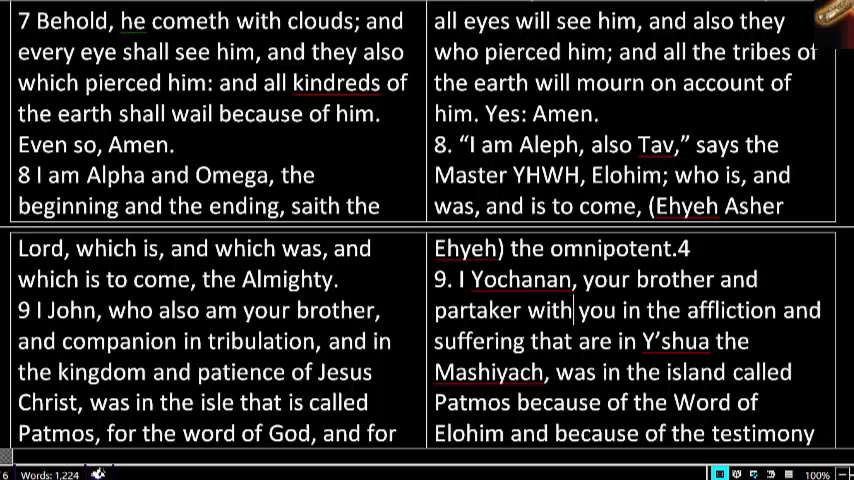 7 Behold, he cometh with clouds; and
every eye shall see him, and they also
which pierced him: and all kindreds of
the earth shall wail because of him.
Even so, Amen.
8 I am Alpha and Omega, the
beginning and the ending, saith the
Lord, which is, and which was, and
which is to come, the Almighty.
9 I John, who also am your brother,
and companion in tribulation, and in
the kingdom and patience of Jesus
Christ, was in the isle that is called
Patmos, for the word of God, and for
all eyes will see him, and also they
who pierced him; and all the tribes of
the earth will mourn on account of
him. Yes: Amen.
8. “I am Aleph, also Tav,” says the
Master YHWH, Elohim; who is, and
was, and is to come, (Ehyeh Asher
Ehyeh) the omnipotent.4
9. I Yochanan, your brother and
partaker with you in the affliction and
suffering that are in Y’shua the
Mashiyach, was in the island called
Patmos because of the Word of
Elohim and because of the testimony
6 Words: 1,224 100%